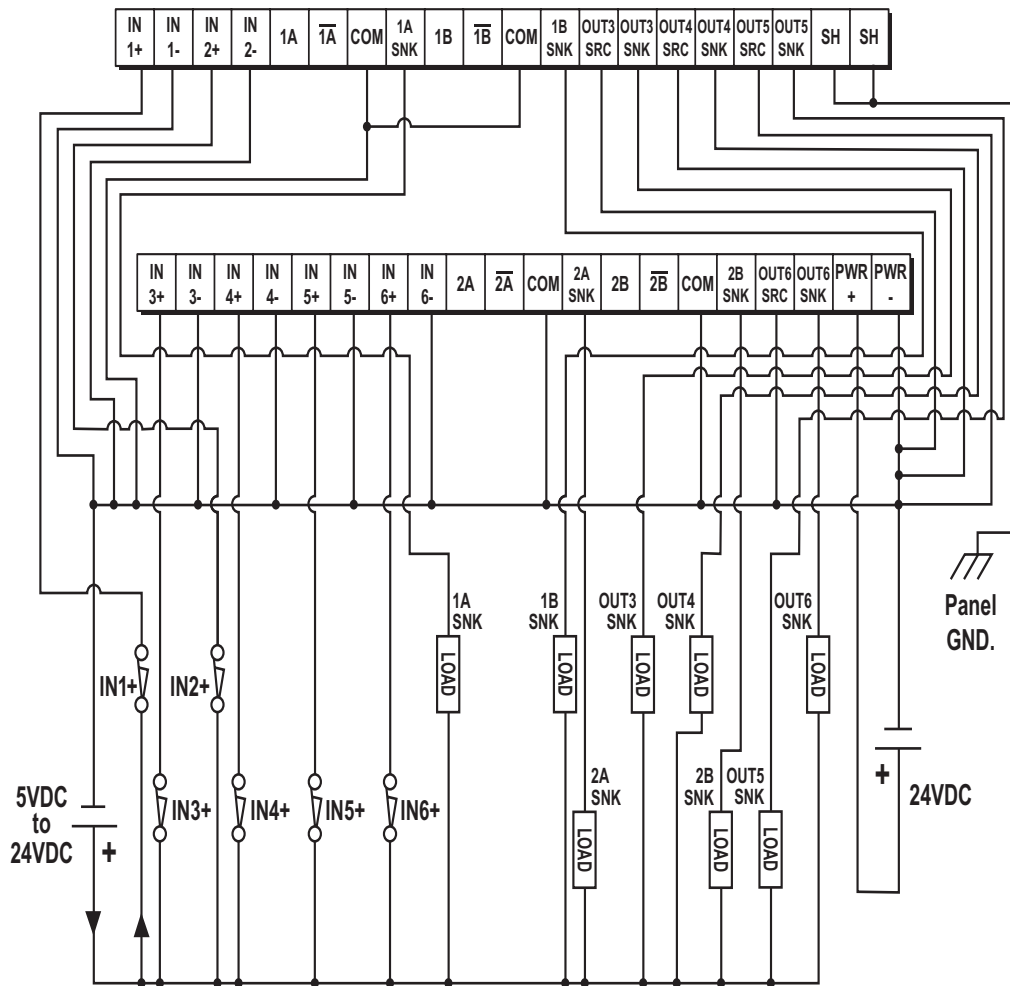 IN 1+ IN 1- IN 2+ IN 2- 1A 1A COM 1A SNK 1B 1B COM 1B SNK OUT3 SRC OUT3 SNK OUT4 SRC OUT4 SNK OUT5 SRC OUT5 SNK SH SH
IN 3+ IN 3- IN 4+ IN 4- IN 5+ IN 5- IN 6+ IN 6- 2A 2A COM 2A SNK 2B 2B COM 2B SNK OUT6 SRC OUT6 SNK PWR + PWR -
Panel
GND.
1A
SNK
1B
SNK
OUT3
SNK
OUT4
SNK
OUT6
SNK
IN1+
IN2+
LOAD
LOAD
LOAD
LOAD
LOAD
2A
SNK
2B
SNK
OUT5
SNK
5VDC
to
24VDC
+
IN3+
IN4+
IN5+
IN6+
LOAD
LOAD
LOAD
+
24VDC